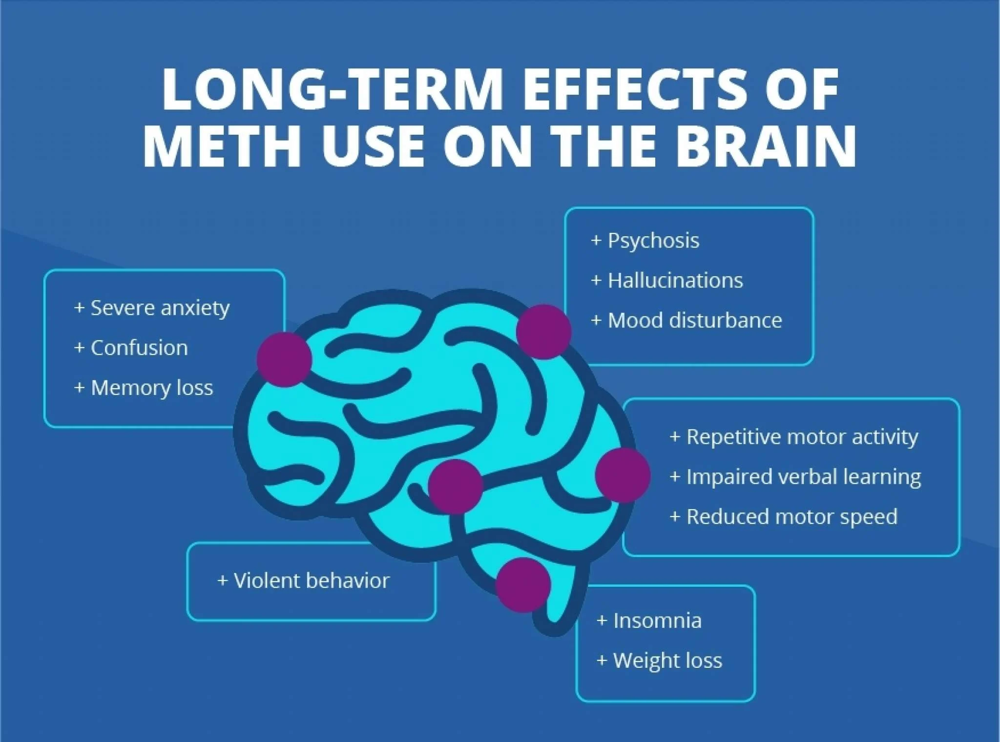 LONG-TERM EFFECTS OF
METH USE ON THE BRAIN
+ Severe anxiety
+ Confusion
+ Memory loss
+ Psychosis
+ Hallucinations
+ Mood disturbance
+ Repetitive motor activity
+ Impaired verbal learning
+ Reduced motor speed
+ Violent behavior
+ Insomnia
+ Weight loss